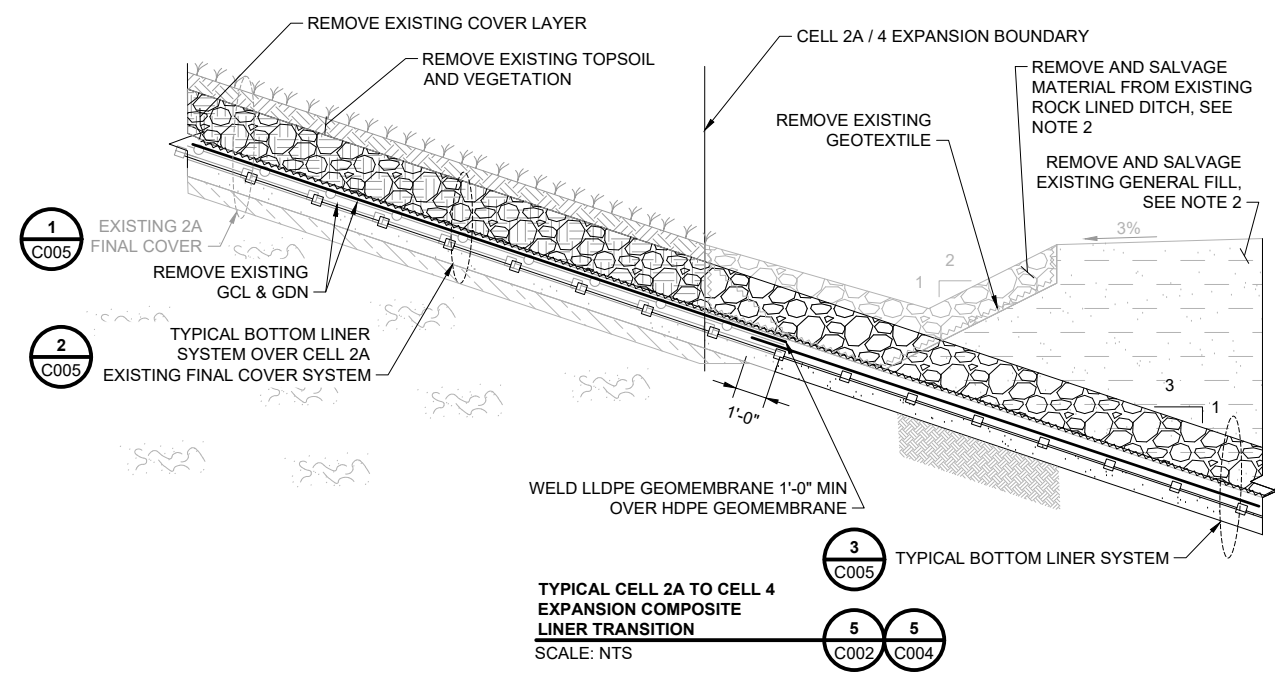 REMOVE EXISTING COVER LAYER
REMOVE EXISTING TOPSOIL
AND VEGETATION
CELL 2A / 4 EXPANSION BOUNDARY
REMOVE AND SALVAGE
MATERIAL FROM EXISTING
ROCK LINED DITCH, SEE
NOTE 2
REMOVE EXISTING
GEOTEXTILE
REMOVE AND SALVAGE
EXISTING GENERAL FILL,
SEE NOTE 2
3%
2
1
1
C005
EXISTING 2A
FINAL COVER
REMOVE EXISTING
GCL & GDN
2
C005
TYPICAL BOTTOM LINER
SYSTEM OVER CELL 2A
EXISTING FINAL COVER SYSTEM
1'-0"
3
1
WELD LLDPE GEOMEMBRANE 1'-0" MIN
OVER HDPE GEOMEMBRANE
3
C005
TYPICAL BOTTOM LINER SYSTEM
TYPICAL CELL 2A TO CELL 4
EXPANSION COMPOSITE
LINER TRANSITION
SCALE: NTS
5
C002
5
C004